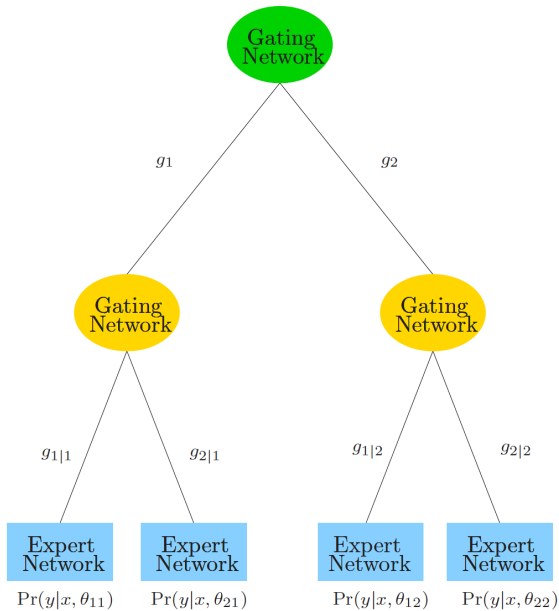 Gating
Network
g1
g2
Gating
Network
Gating
Network
g1|1
g2|1
g1|2
g2|2
Expert
Network
Expert
Network
Expert
Network
Expert
Network
Pr(y|x, θ11)
Pr(y|x, θ21)
Pr(y|x, θ12)
Pr(y|x, θ22)